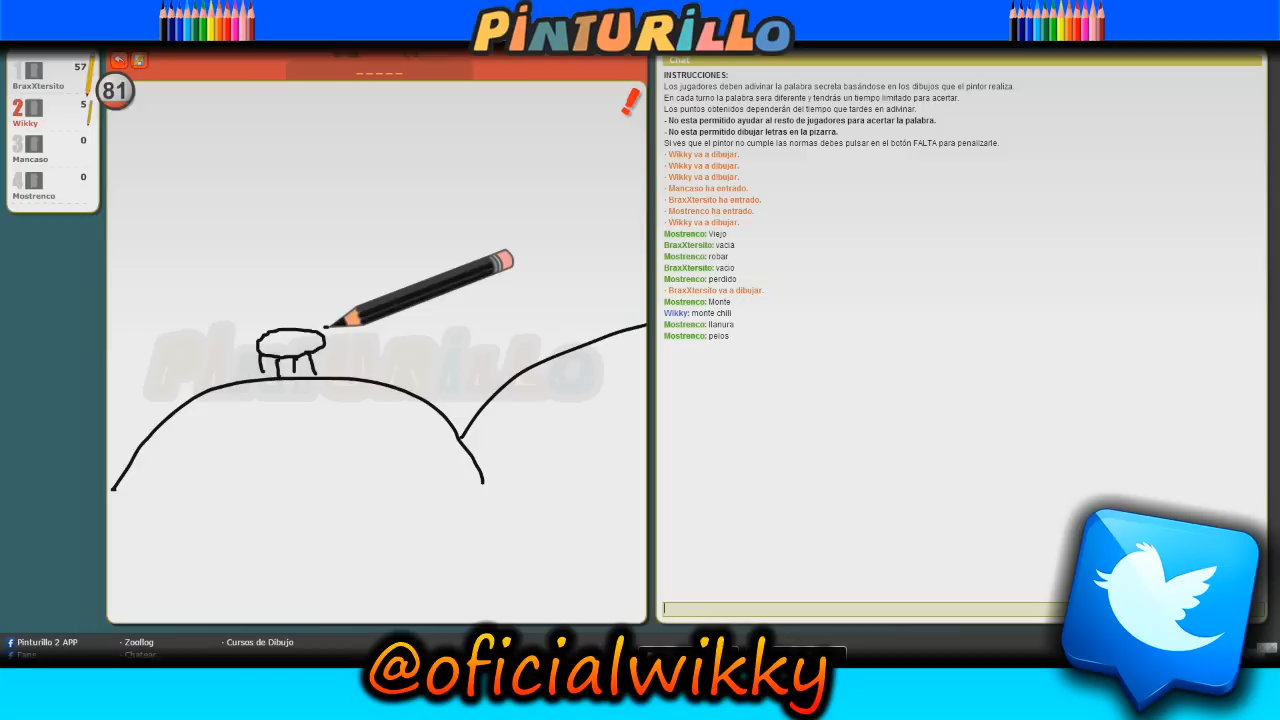 PINTURILLO
1 57
BraxXtersito
2 5
Wikky
3 0
Mancaso
4 0
Mostrenco
81
_ _ _ _ _
!
PINTURILLO
Chat
INSTRUCCIONES:
Los jugadores deben adivinar la palabra secreta basándose en los dibujos que el pintor realiza.
En cada turno la palabra sera diferente y tendrás un tiempo limitado para acertar.
Los puntos obtenidos dependerán del tiempo que tardes en adivinar.
- No esta permitido ayudar al resto de jugadores para acertar la palabra.
- No esta permitido dibujar letras en la pizarra.
Si ves que el pintor no cumple las normas debes pulsar en el botón FALTA para penalizarle.
· Wikky va a dibujar.
· Wikky va a dibujar.
· Wikky va a dibujar.
· Mancaso ha entrado.
· BraxXtersito ha entrado.
· Mostrenco ha entrado.
· Wikky va a dibujar.
Mostrenco: Viejo
BraxXtersito: vacia
Mostrenco: robar
BraxXtersito: vacio
Mostrenco: perdido
· BraxXtersito va a dibujar.
Mostrenco: Monte
Wikky: monte chili
Mostrenco: llanura
Mostrenco: pelos
Pinturillo 2 APP · Zooflog · Cursos de Dibujo
Fans · Chatear
@oficialwikky